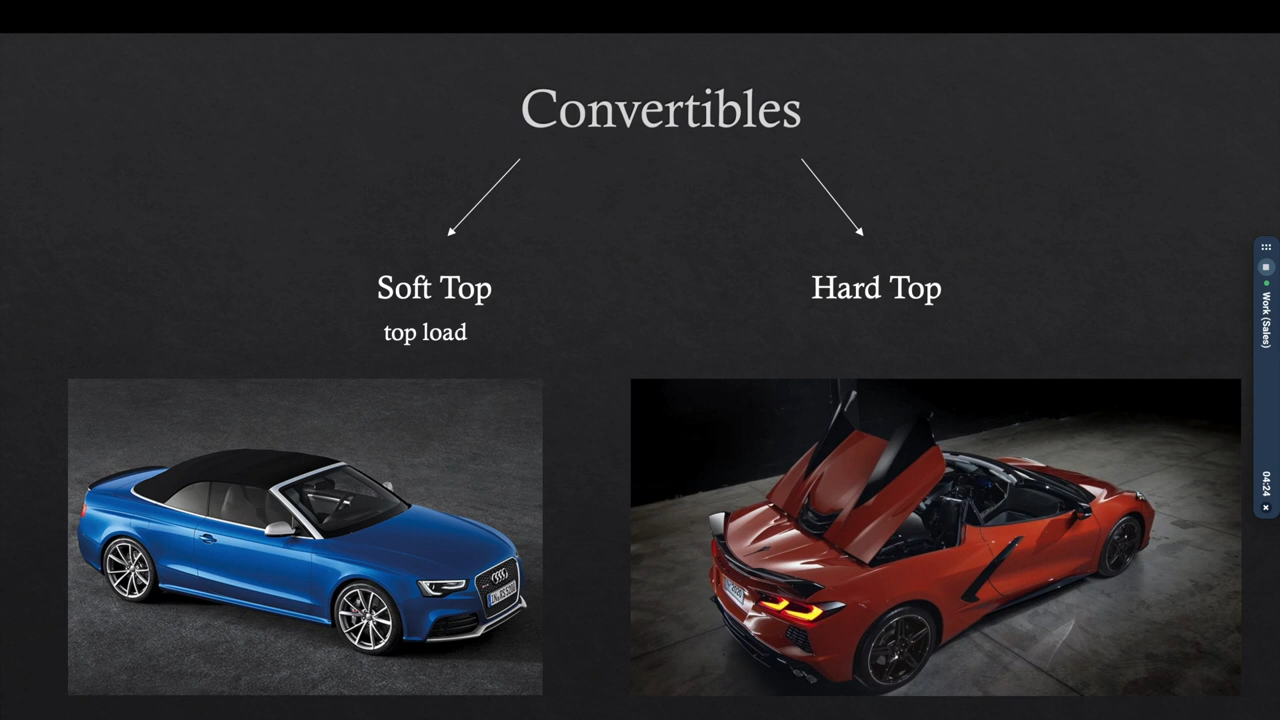 Convertibles
Soft Top
Hard Top
top load
Work (Sales)
04:24